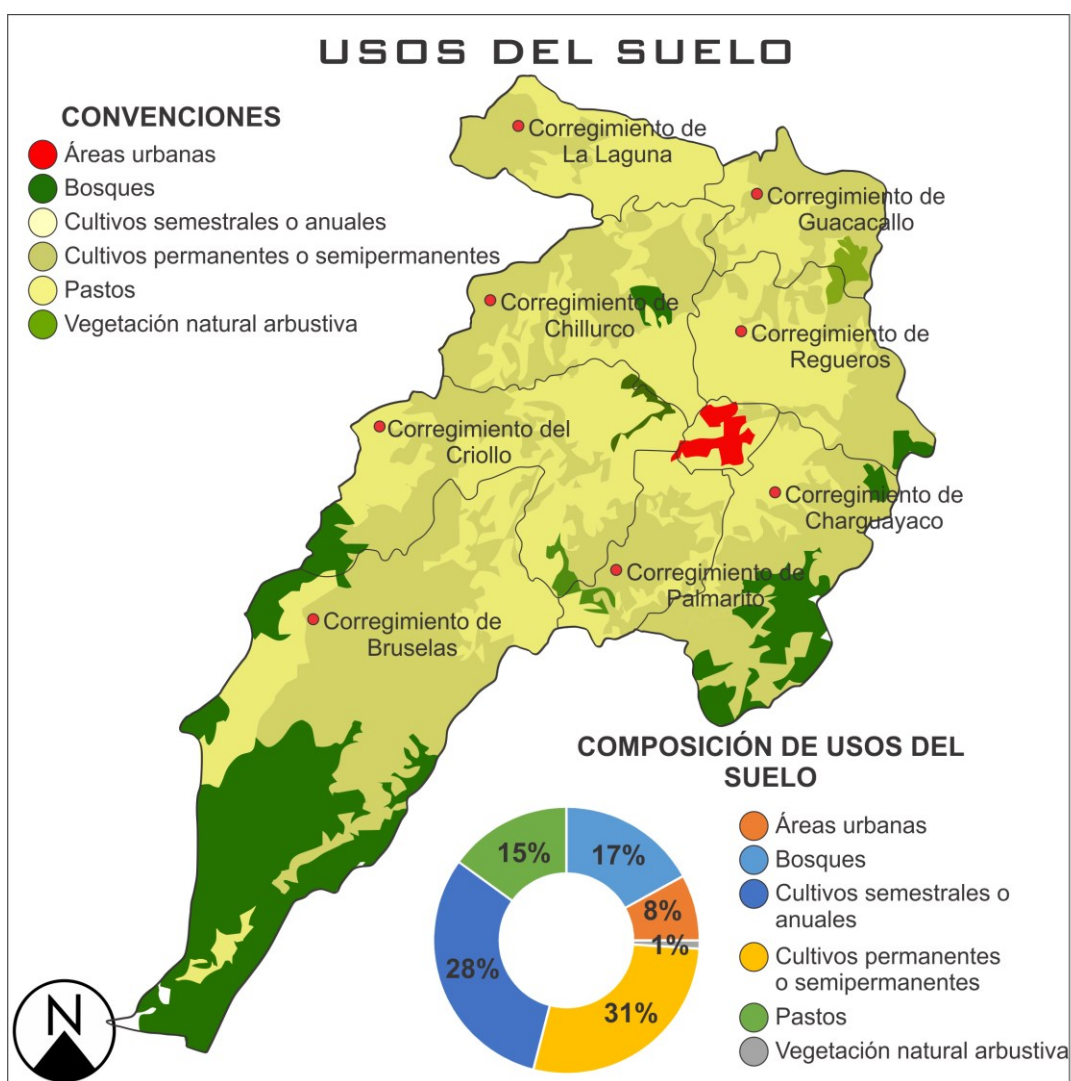 USOS DEL SUELO
CONVENCIONES
Áreas urbanas
Bosques
Cultivos semestrales o anuales
Cultivos permanentes o semipermanentes
Pastos
Vegetación natural arbustiva
Corregimiento de
La Laguna
Corregimiento de
Guacacallo
Corregimiento de
Chillurco
Corregimiento de
Regueros
Corregimiento del
Criollo
Corregimiento de
Charguayaco
Corregimiento de
Palmarito
Corregimiento de
Bruselas
COMPOSICIÓN DE USOS DEL
SUELO
15%
17%
8%
1%
28%
31%
Áreas urbanas
Bosques
Cultivos semestrales o
anuales
Cultivos permanentes
o semipermanentes
Pastos
Vegetación natural arbustiva
N